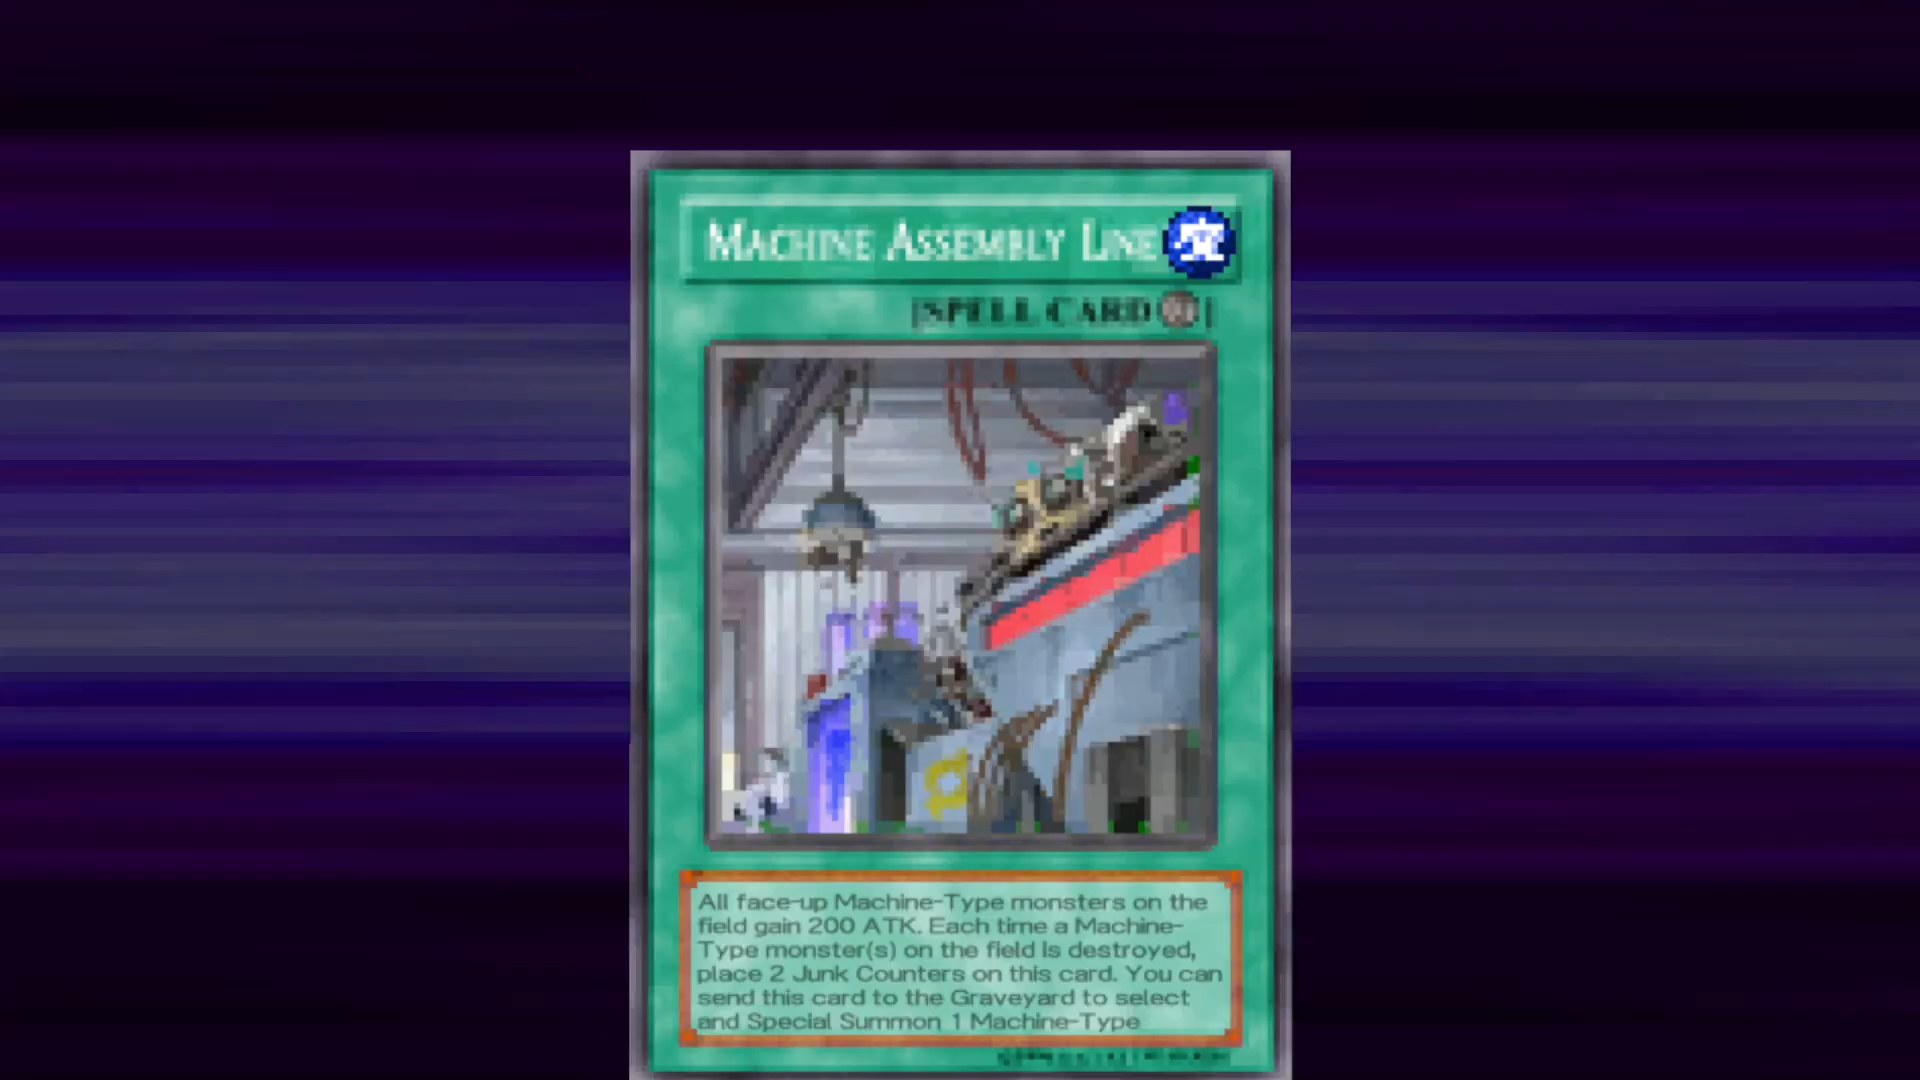 MACHINE ASSEMBLY LINE
[SPELL CARD]
All face-up Machine-Type monsters on the
field gain 200 ATK. Each time a Machine-
Type monster(s) on the field is destroyed,
place 2 Junk Counters on this card. You can
send this card to the Graveyard to select
and Special Summon 1 Machine-Type